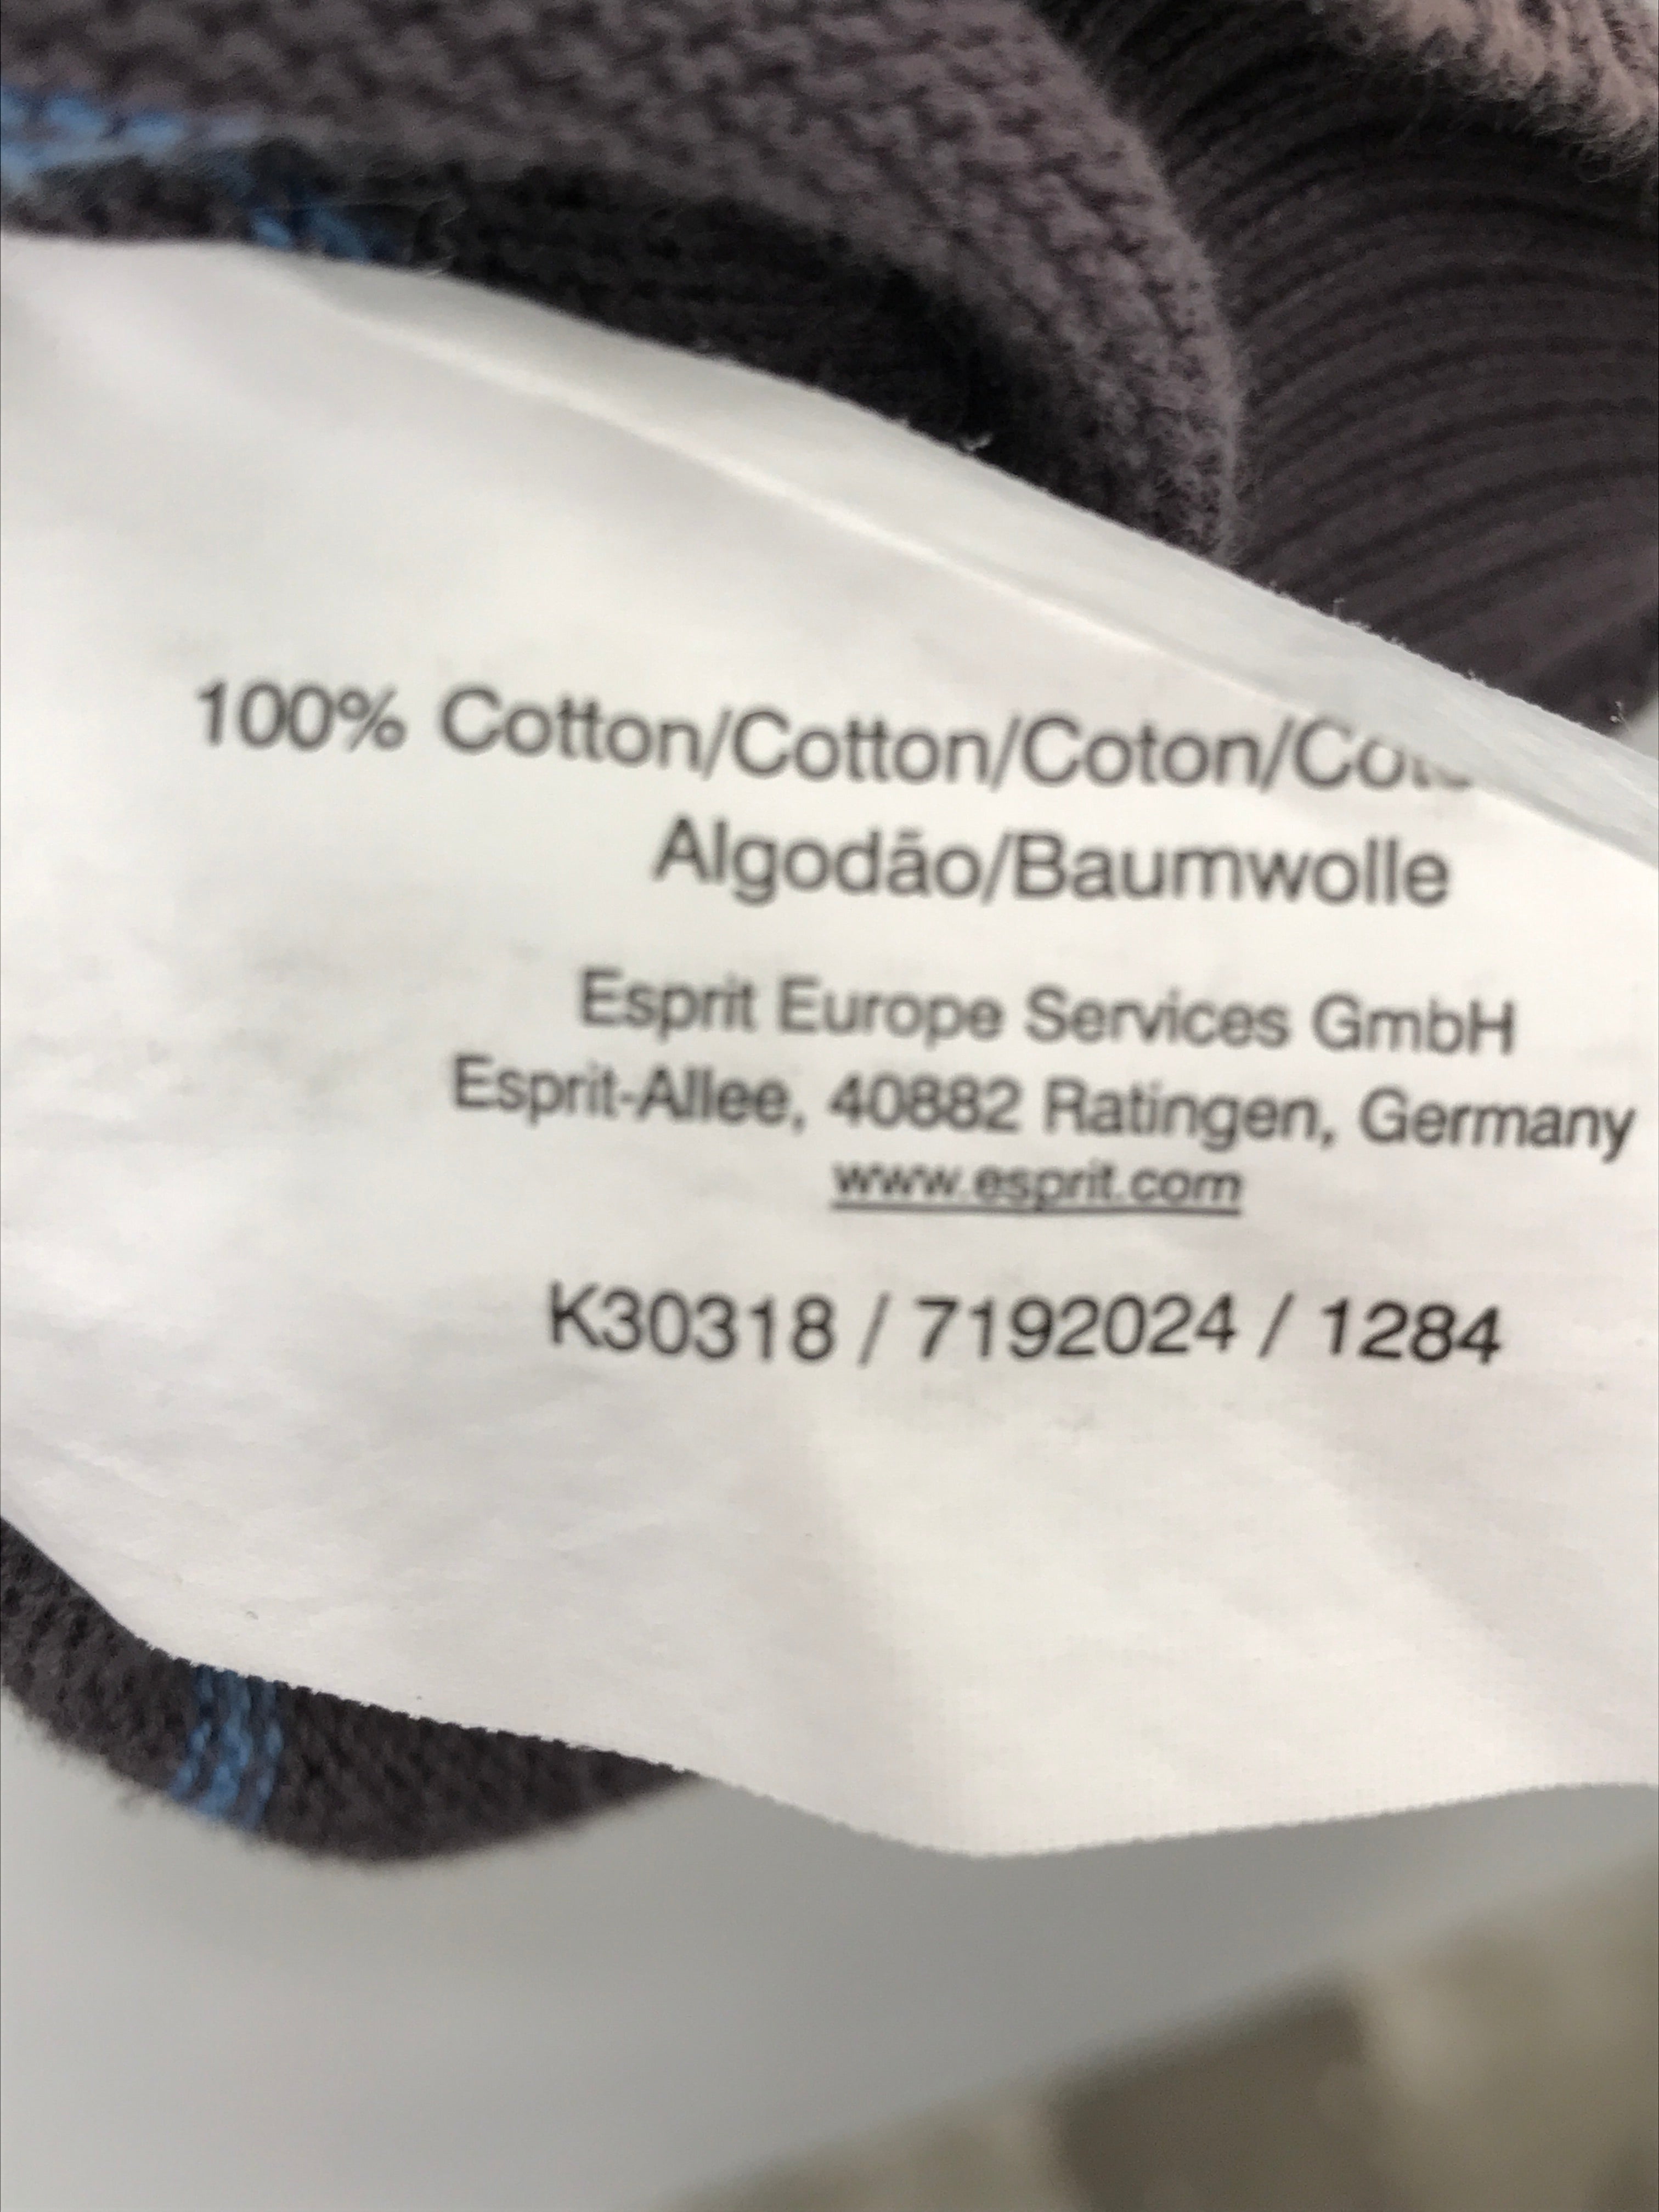 100% Cotton/Cotton/Coton/
Algodão/Baumwolle
Esprit Europe Services GmbH
Esprit-Allee, 40882 Ratingen, Germany
www.esprit.com
K30318 / 7192024 / 1284